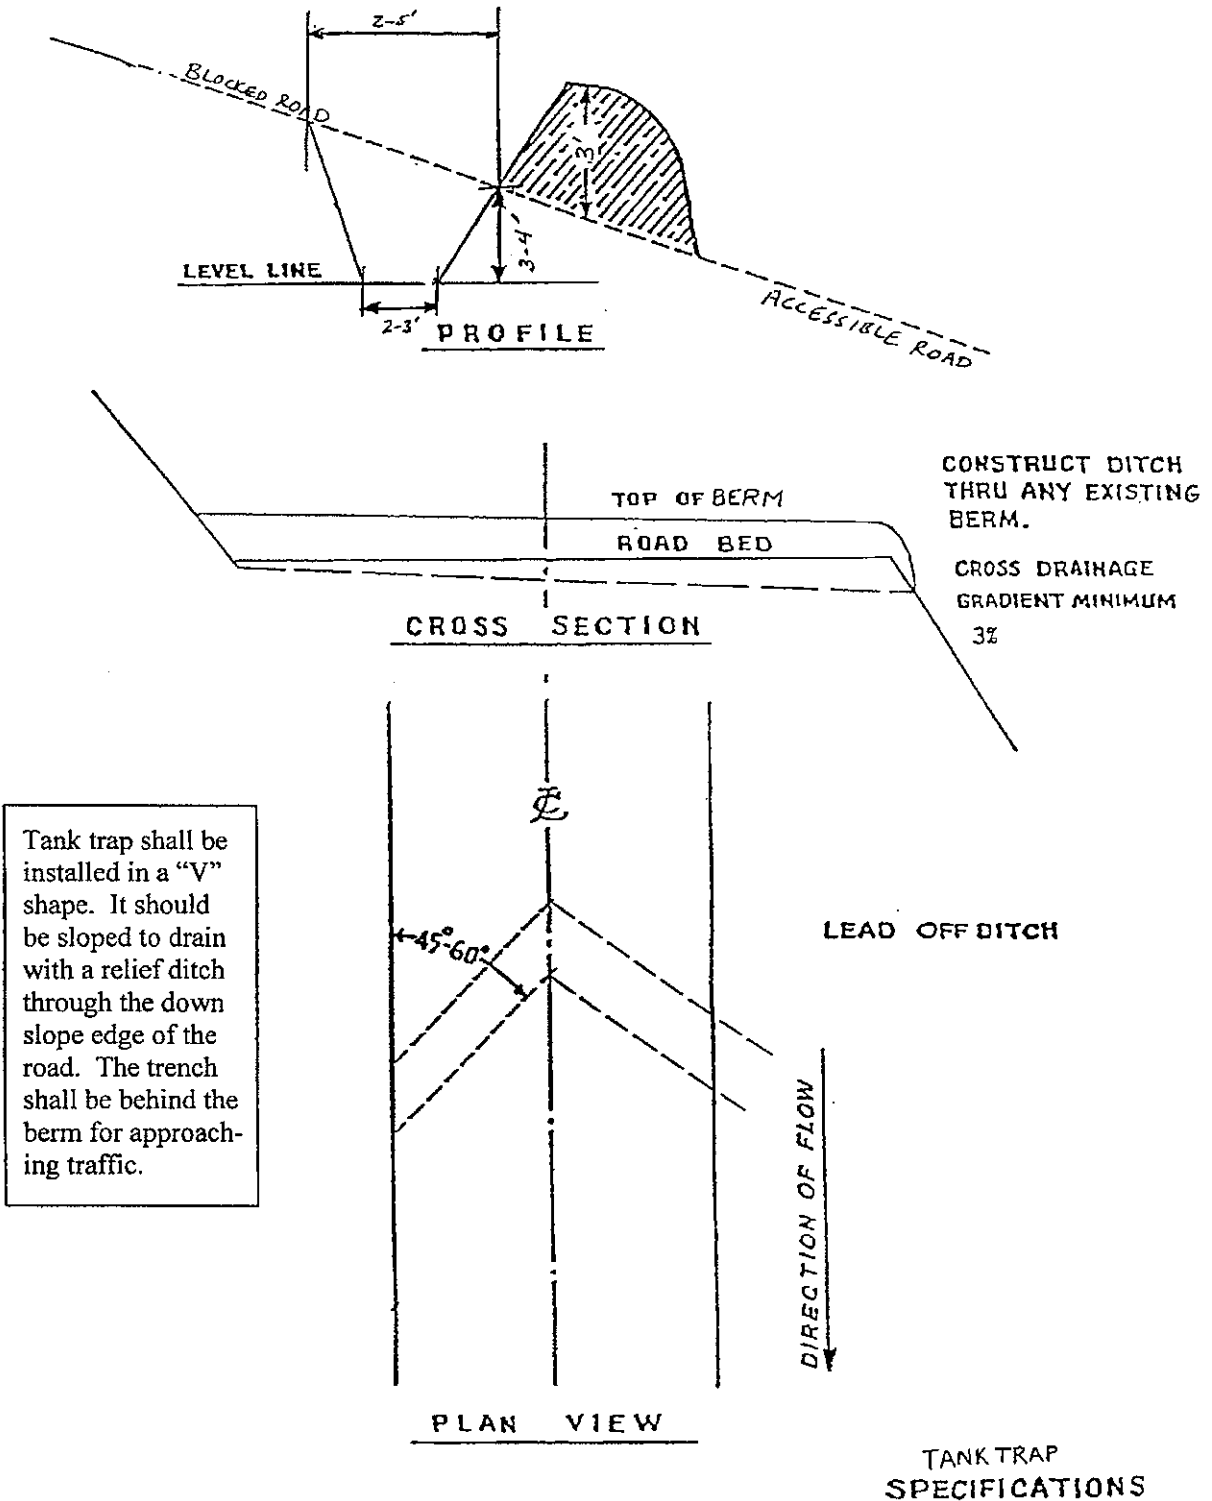 2-5'
BLOCKED ROAD
3'
3-4'
LEVEL LINE
2-3'
PROFILE
ACCESSIBLE ROAD
TOP OF BERM
ROAD BED
CONSTRUCT DITCH
THRU ANY EXISTING
BERM.
CROSS DRAINAGE
GRADIENT MINIMUM
3%
CROSS SECTION
℄
45°-60°
LEAD OFF DITCH
Tank trap shall be
installed in a “V”
shape. It should
be sloped to drain
with a relief ditch
through the down
slope edge of the
road. The trench
shall be behind the
berm for approach-
ing traffic.
DIRECTION OF FLOW
PLAN VIEW
TANK TRAP
SPECIFICATIONS